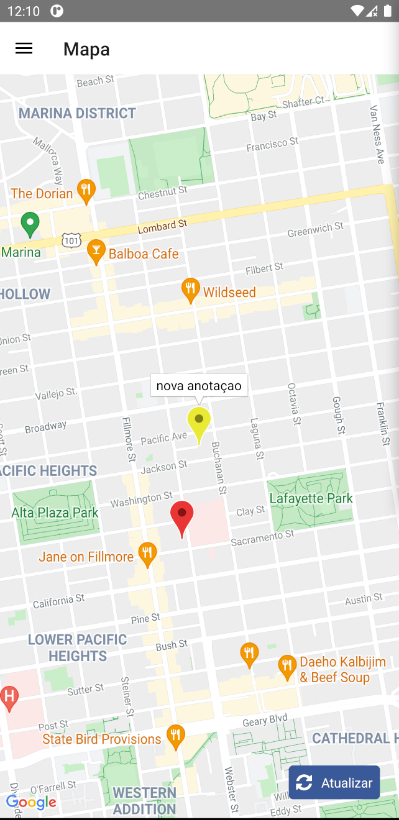 12:10
Mapa
Beach St
MARINA DISTRICT
Shafter Ct
Bay St
Van Ness Ave
Mallorca Way
Francisco St
The Dorian
Chestnut St
Marina
101
Lombard St
Greenwich St
Balboa Cafe
Filbert St
HOLLOW
Wildseed
Union St
Green St
nova anotaçao
Vallejo St
Octavia St
Gough St
Franklin St
Broadway
Fillmore St
Pacific Ave
Laguna St
Buchanan St
ACIFIC HEIGHTS
Jackson St
Washington St
Lafayette Park
Alta Plaza Park
Clay St
Sacramento St
Jane on Fillmore
California St
Austin St
Pine St
LOWER PACIFIC
HEIGHTS
Bush St
Daeho Kalbijim
& Beef Soup
H
Sutter St
Steiner St
Post St
Geary Blvd
State Bird Provisions
CATHEDRAL H
Webster St
O'Farrell St
WESTERN
ADDITION
Atualizar
Google